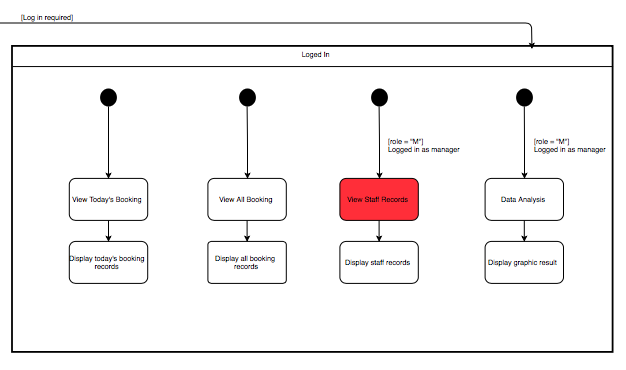 [Log in required]
Loged In
[role = "M"]
Logged in as manager
[role = "M"]
Logged in as manager
View Today's Booking
View All Booking
View Staff Records
Data Analysis
Display today's booking
records
Display all booking
records
Display staff records
Display graphic result